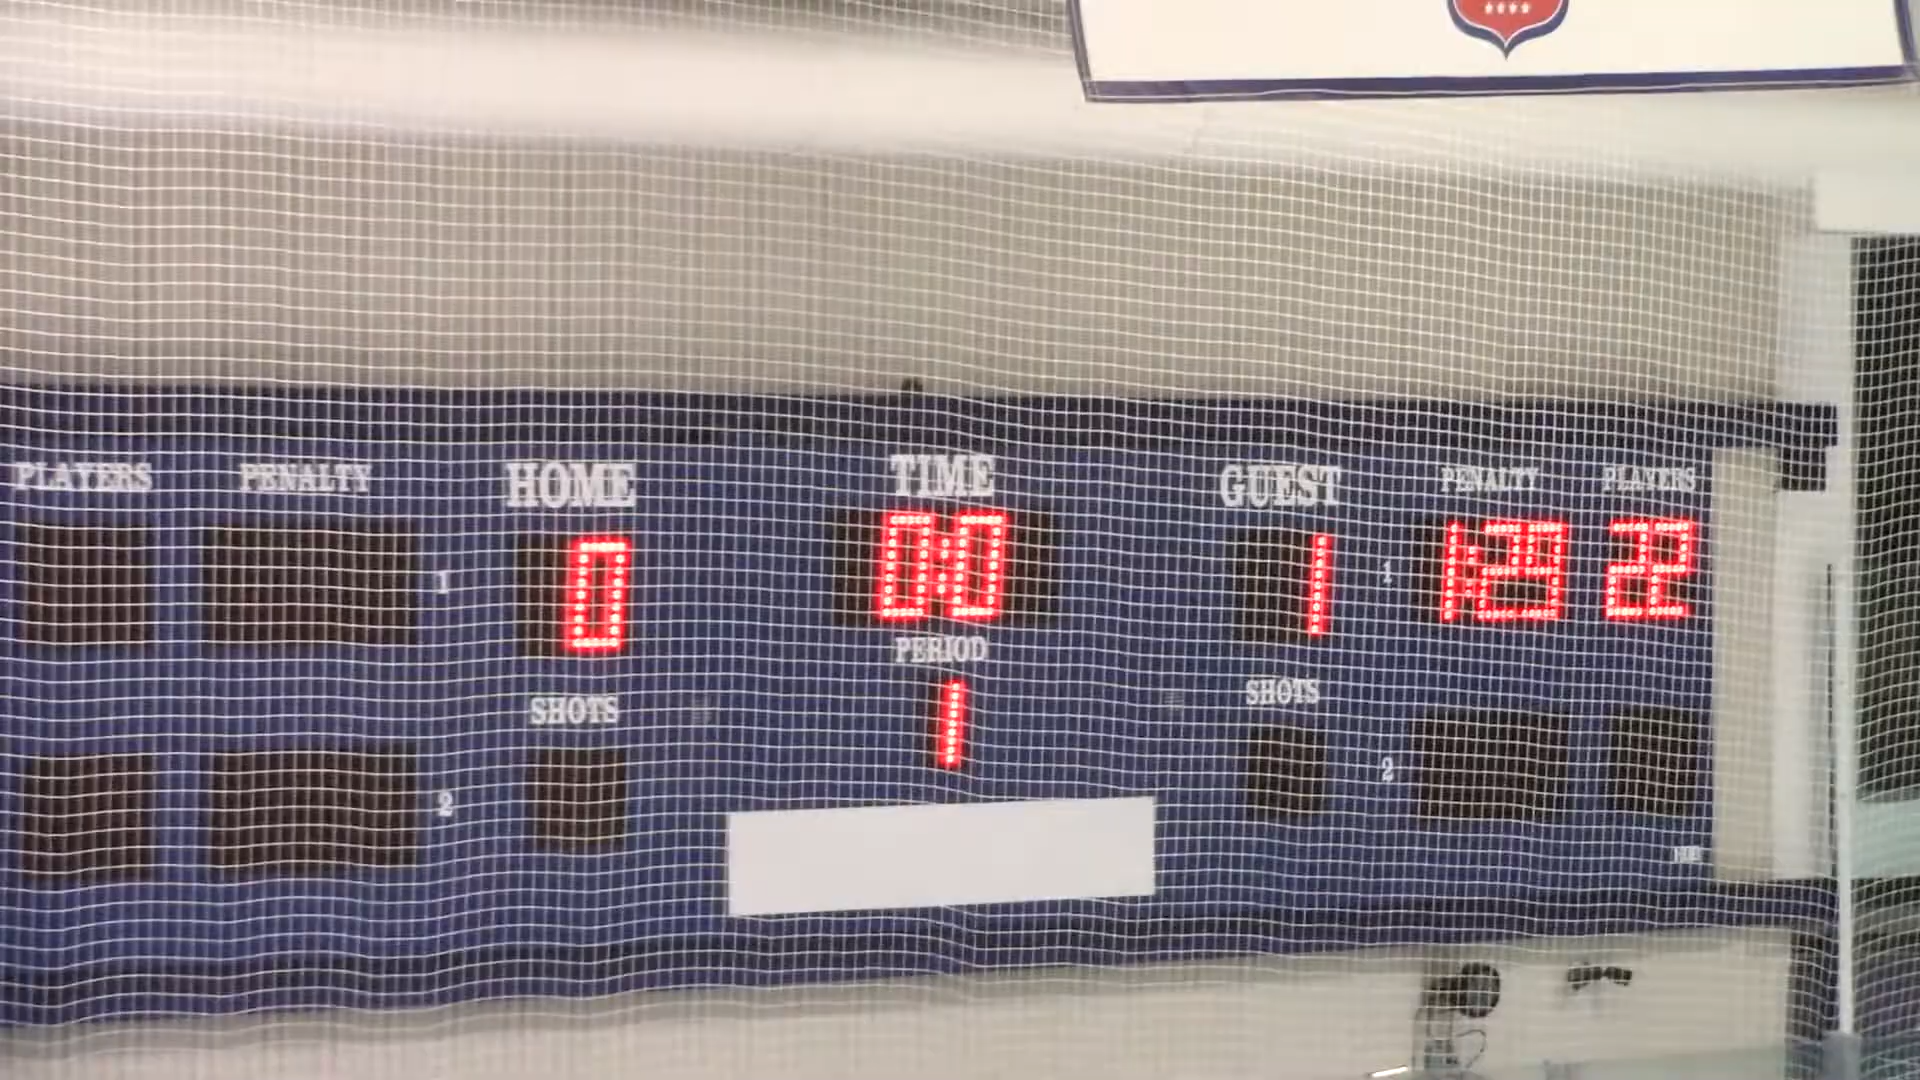 PLAYERS PENALTY HOME TIME GUEST PENALTY PLAYERS
1 0 0:0 1 1 1:29 22
PERIOD
SHOTS 1 SHOTS
2 2